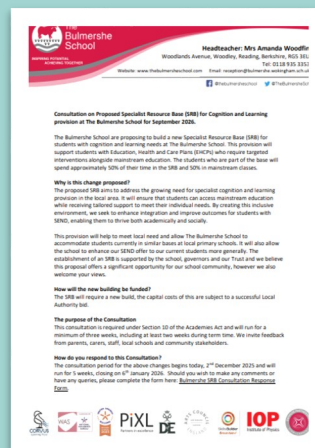 The
Bulmershe
School
INSPIRING POTENTIAL
ACHIEVING TOGETHER
Headteacher: Mrs Amanda Woodfin
Woodlands Avenue, Woodley, Reading, Berkshire, RG5 3EU
Tel: 0118 935 3353
Website: www.thebulmersheschool.com Email: reception@bulmershe.wokingham.sch.uk
@thebulmersheschool
Consultation on Proposed Specialist Resource Base (SRB) for Cognition and Learning
provision at The Bulmershe School for September 2026.
The Bulmershe School are proposing to build a new Specialist Resource Base (SRB) for
students with cognition and learning needs at The Bulmershe School. This provision will
support students with Education, Health and Care Plans (EHCPs) who require targeted
interventions alongside mainstream education. The students who are part of the base will
spend approximately 50% of their time in the SRB and 50% in mainstream classes.
Why is this change proposed?
The proposed SRB aims to address the growing need for specialist cognition and learning
provision in the local area. It will ensure that students can access mainstream education
while receiving tailored support to meet their individual needs. By creating this inclusive
environment, we seek to enhance integration and improve outcomes for students with
SEND, enabling them to thrive both academically and socially.
This provision will help to meet local need and allow The Bulmershe School to
accommodate students currently in similar bases at local primary schools. It will also allow
the school to enhance our SEND offer to our current students more generally. The
establishment of an SRB is supported by the school, governors and our Trust and we believe
this proposal offers a significant opportunity for our school community, however we also
welcome your views.
How will the new building be funded?
The SRB will require a new build, the capital costs of this are subject to a successful Local
Authority bid.
The purpose of the Consultation
This consultation is required under Section 10 of the Academies Act and will run for a
minimum of three weeks, including at least two weeks during term time. We invite feedback
from parents, carers, staff, local schools and community stakeholders.
How do you respond to this Consultation?
The consultation period for the above changes begins today, 2nd December 2025 and will
run for 5 weeks, closing on 6th January 2026. Should you wish to make any comments or
have any queries, please complete the form here: Bulmershe SRB Consultation Response
Form.
PiXL
DE
IOP
Institute of Physics